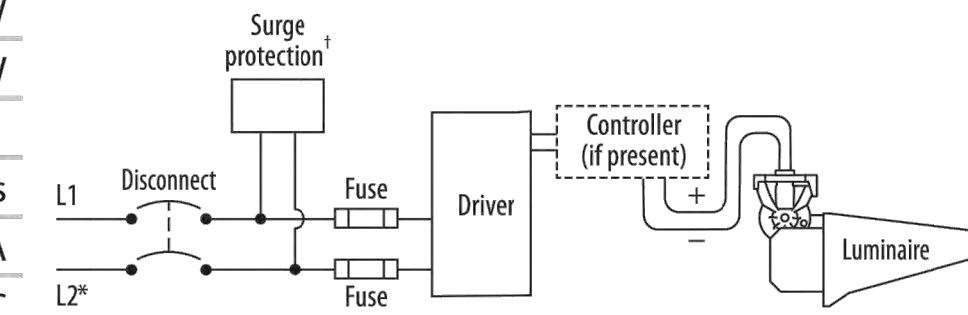 Surge
protection†
Disconnect
L1
Fuse
L2*
Fuse
Driver
Controller
(if present)
+
−
Luminaire